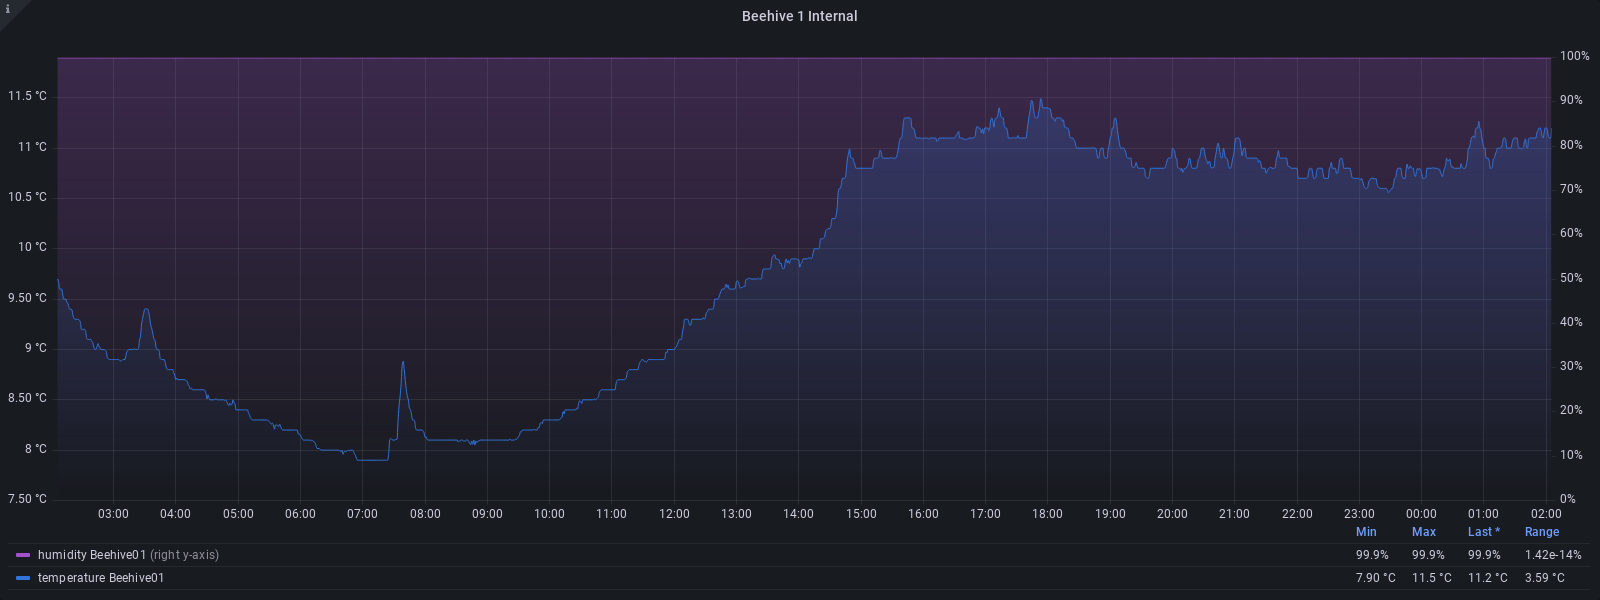 i
Beehive 1 Internal
100%
11.5 °C
90%
11 °C
80%
10.5 °C
70%
60%
10 °C
50%
9.50 °C
40%
9 °C
30%
8.50 °C
20%
8 °C
10%
7.50 °C
0%
03:00 04:00 05:00 06:00 07:00 08:00 09:00 10:00 11:00 12:00 13:00 14:00 15:00 16:00 17:00 18:00 19:00 20:00 21:00 22:00 23:00 00:00 01:00 02:00
Min Max Last * Range
humidity Beehive01 (right y-axis) 99.9% 99.9% 99.9% 1.42e-14%
temperature Beehive01 7.90 °C 11.5 °C 11.2 °C 3.59 °C